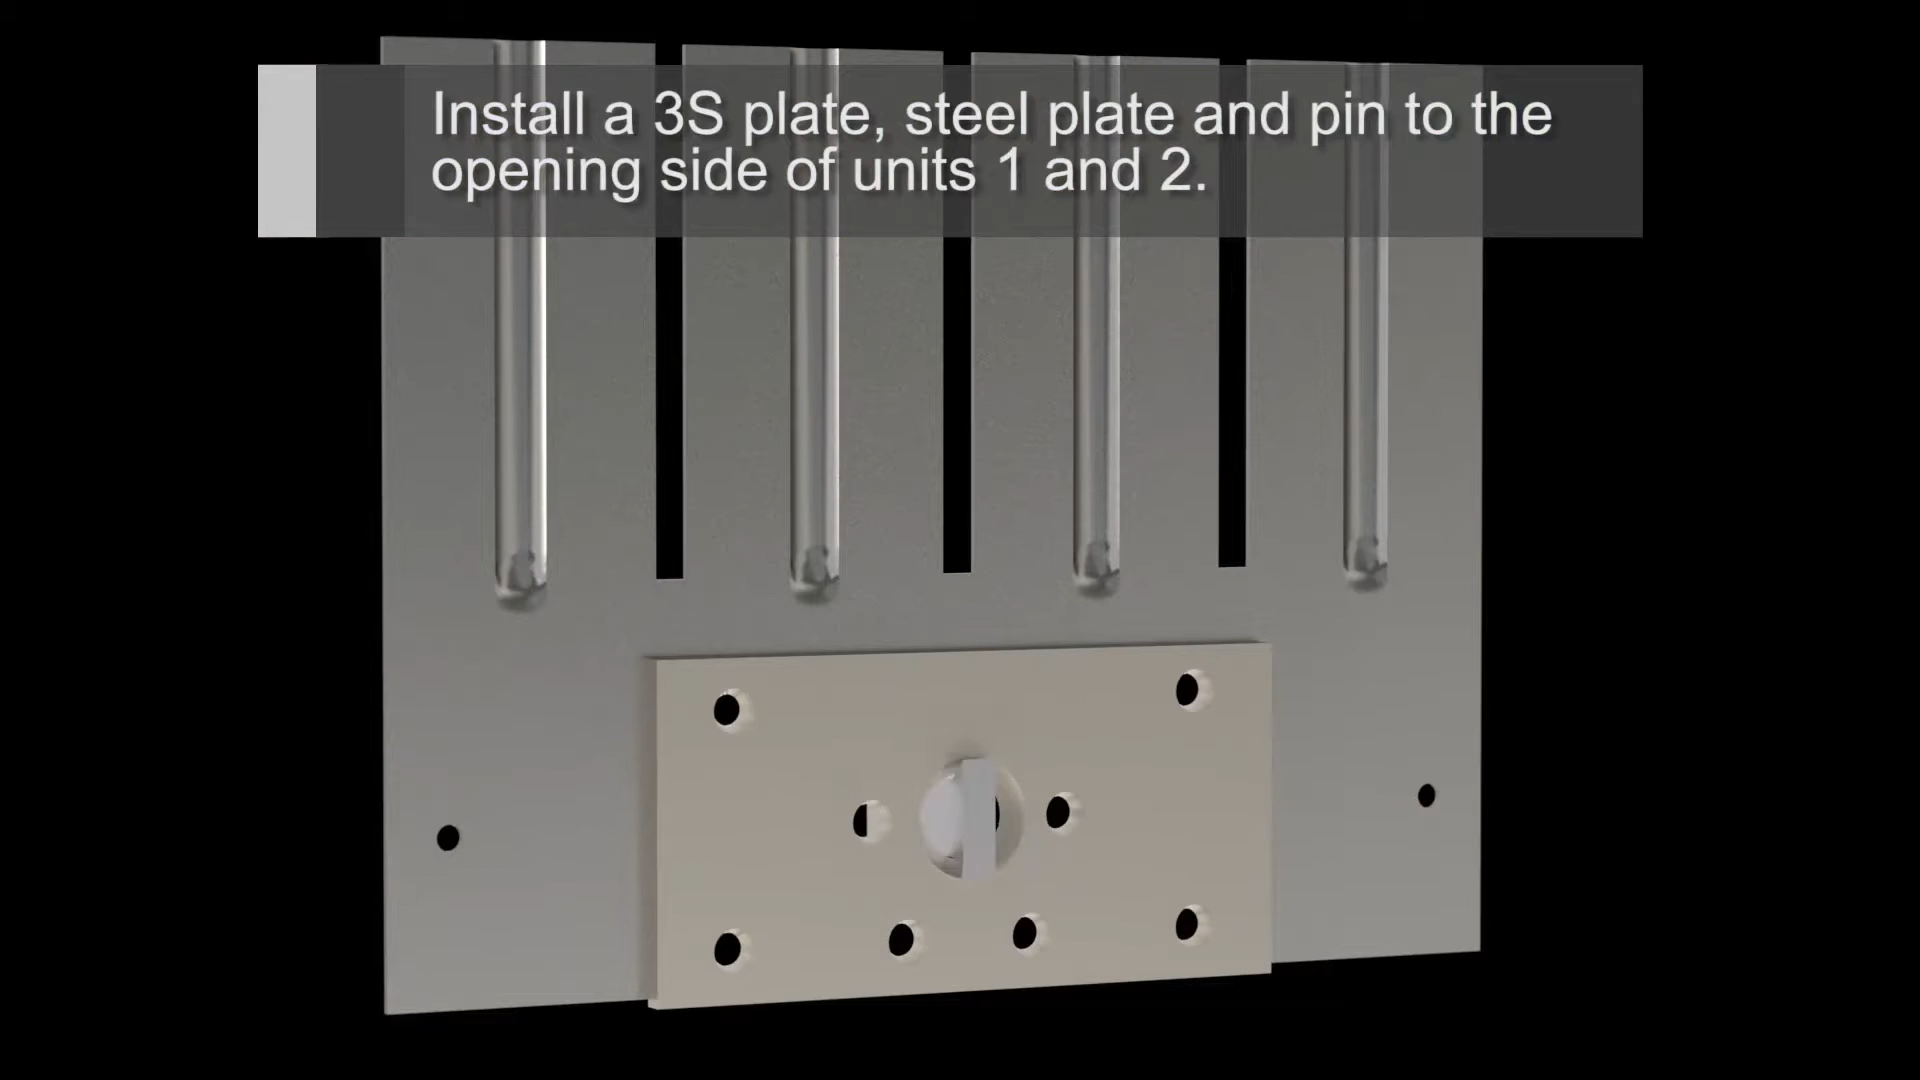 Install a 3S plate, steel plate and pin to the
opening side of units 1 and 2.